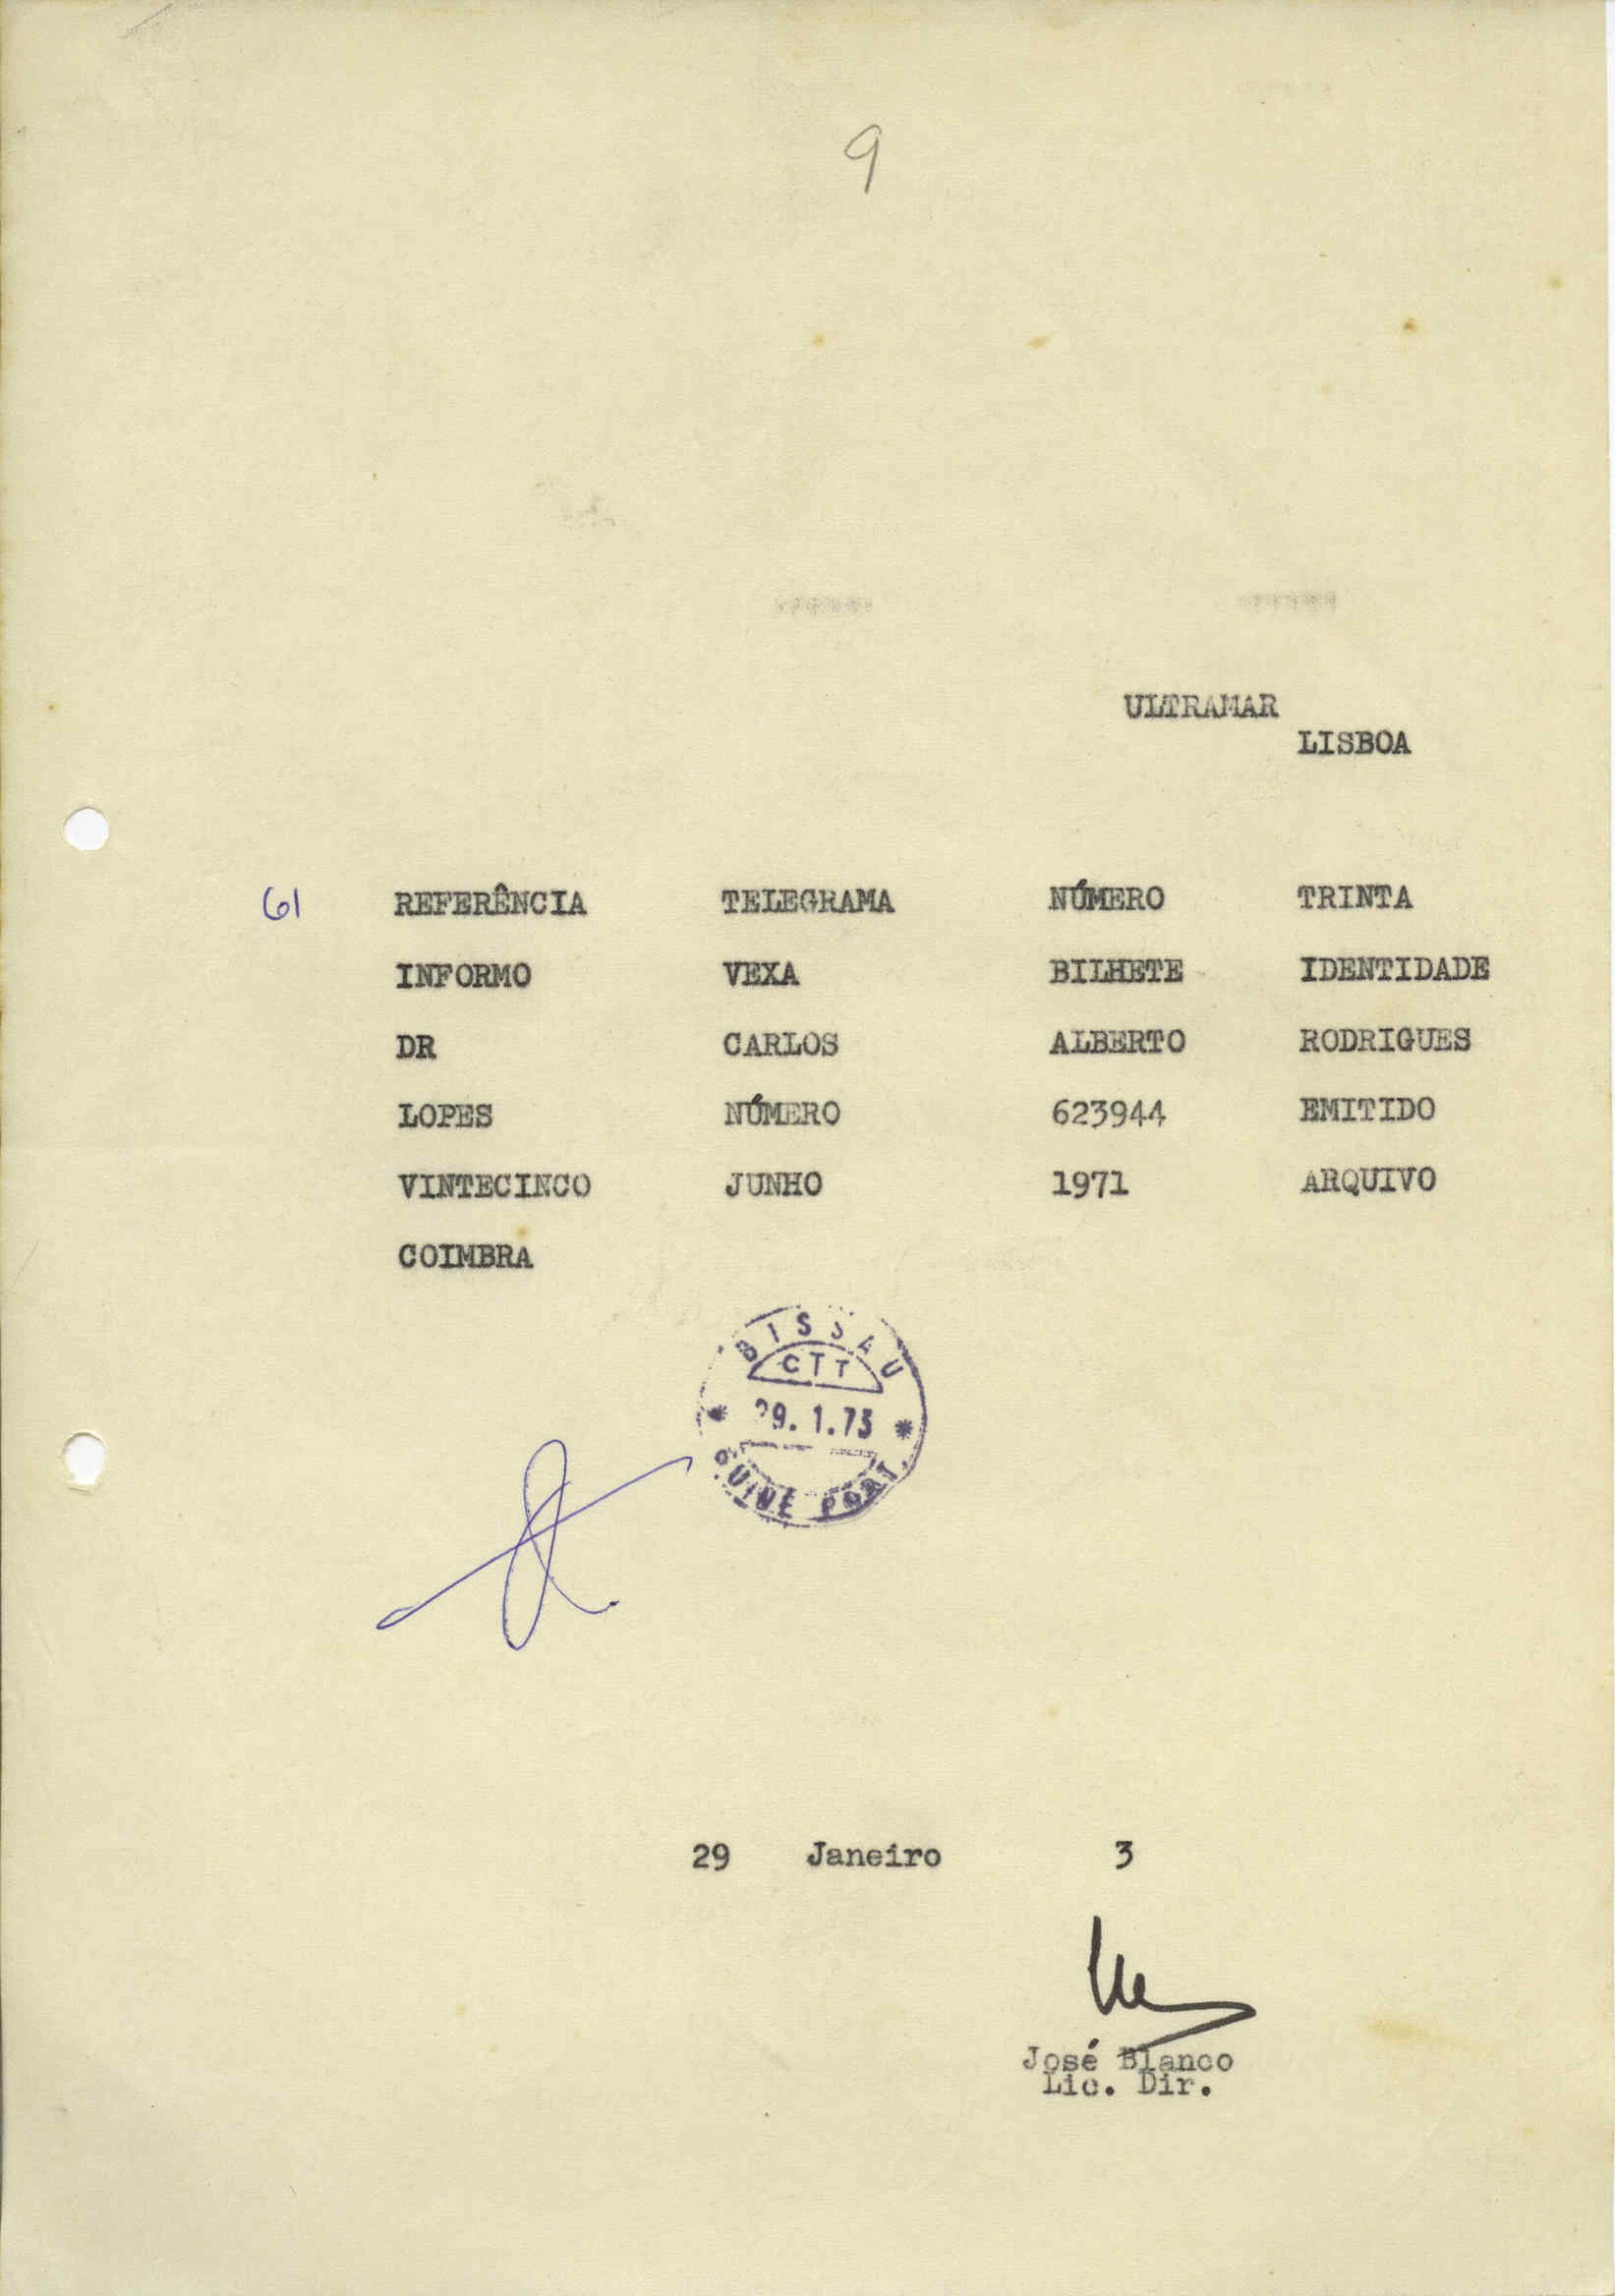 9
ULTRAMAR
LISBOA
61 REFERÊNCIA TELEGRAMA NÚMERO TRINTA
INFORMO VEXA BILHETE IDENTIDADE
DR CARLOS ALBERTO RODRIGUES
LOPES NÚMERO 623944 EMITIDO
VINTECINCO JUNHO 1971 ARQUIVO
COIMBRA
BISSAU
CTT
* 29.1.73 *
GUINÉ PORT.
29 Janeiro 3
José Blanco
Lic. Dir.